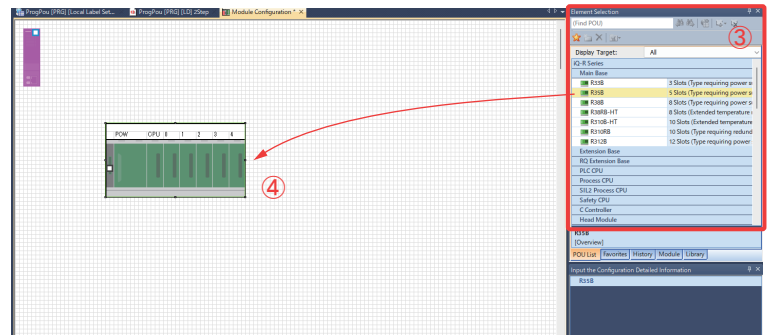 ProgPou [PRG] [Local Label Set...
ProgPou [PRG] [LD] 2Step
Module Configuration * ×
Element Selection
(Find POU)
③
Display Target:
All
iQ-R Series
Main Base
R33B
3 Slots (Type requiring power s
R35B
5 Slots (Type requiring power s
R38B
8 Slots (Type requiring power s
R38RB-HT
8 Slots (Extended temperature
R310B-HT
10 Slots (Extended temperature
R310RB
10 Slots (Type requiring redund
R312B
12 Slots (Type requiring power
Extension Base
RQ Extension Base
PLC CPU
Process CPU
SIL2 Process CPU
Safety CPU
C Controller
Head Module
POW CPU 0 1 2 3 4
④
R35B
[Overview]
POU List Favorites History Module Library
Input the Configuration Detailed Information
R35B